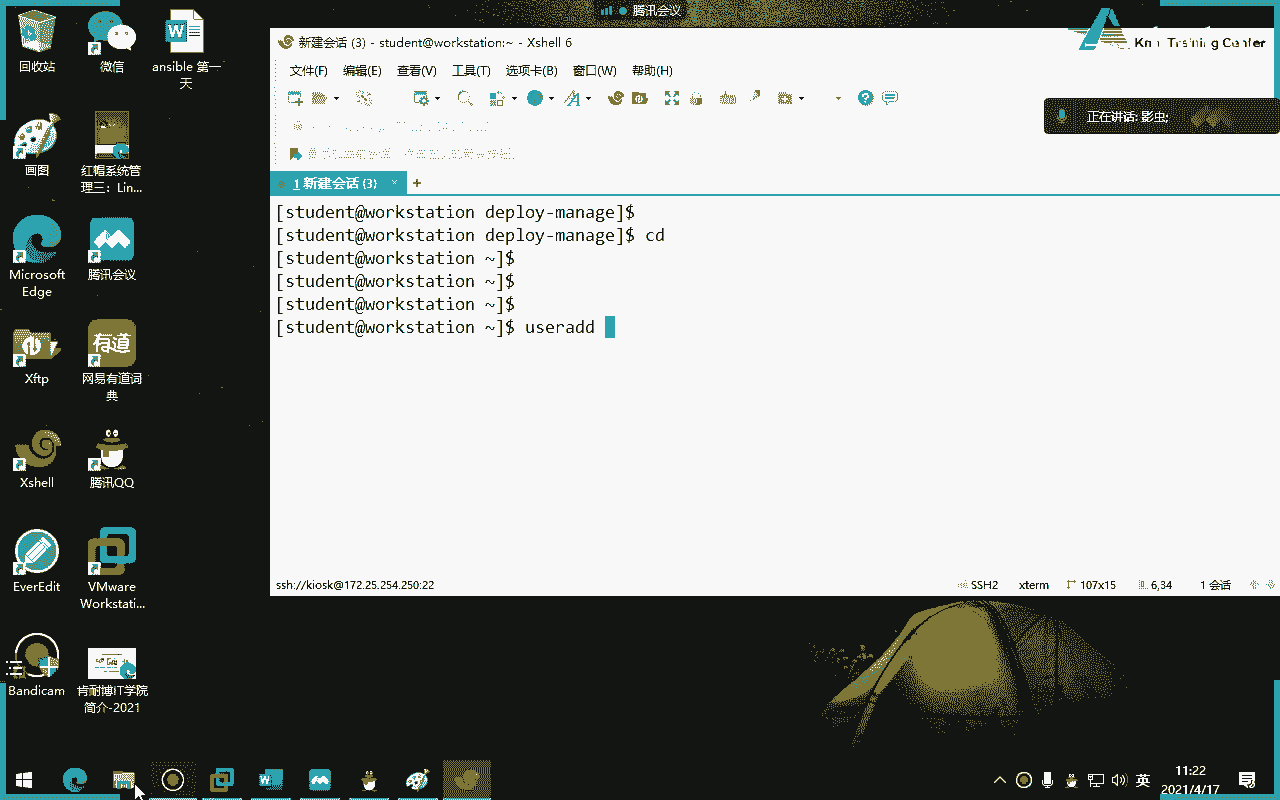 腾讯会议
回收站
微信
ansible 第一天
画图
红帽系统管理三：Lin...
Microsoft Edge
腾讯会议
Xftp
有道
网易有道词典
Xshell
腾讯QQ
EverEdit
VMware Workstati...
Bandicam
肯耐博IT学院简介-2021
新建会话 (3) - student@workstation:~ - Xshell 6
文件(F) 编辑(E) 查看(V) 工具(T) 选项卡(B) 窗口(W) 帮助(H)
Training Center
正在讲话: 影虫;
1 新建会话 (3) × +
[student@workstation deploy-manage]$
[student@workstation deploy-manage]$ cd
[student@workstation ~]$
[student@workstation ~]$
[student@workstation ~]$
[student@workstation ~]$ useradd
ssh://kiosk@172.25.254.250:22 SSH2 xterm 107x15 6,34 1 会话
英
11:22
2021/4/17